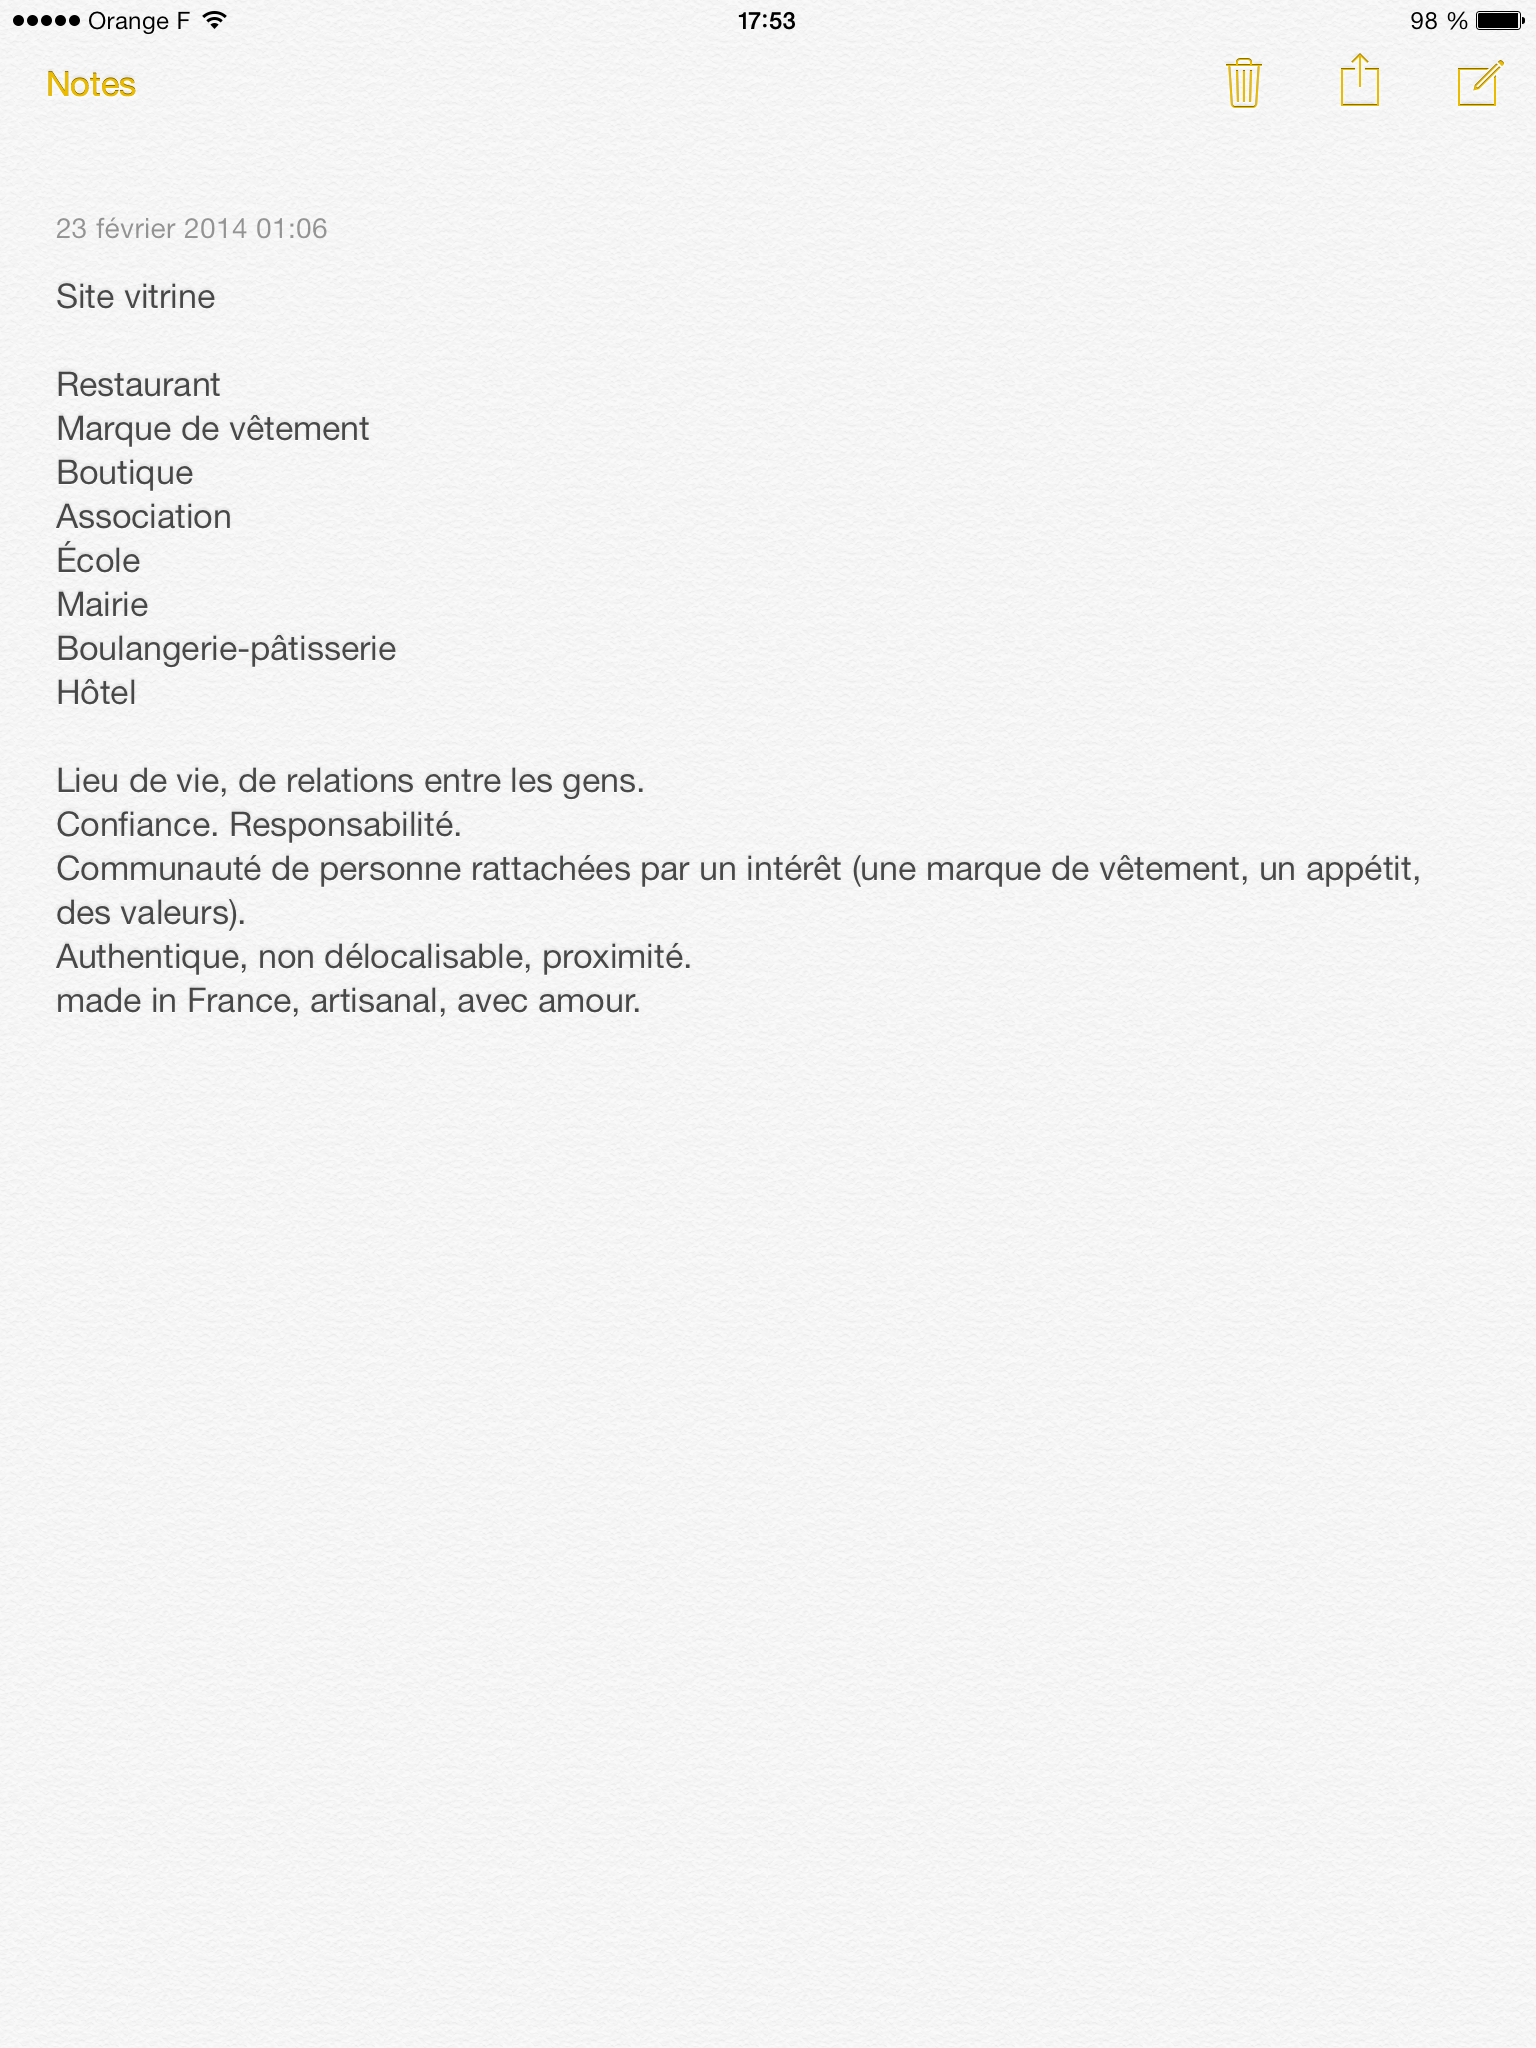 Orange F 17:53 98 %
Notes
23 février 2014 01:06
Site vitrine
Restaurant
Marque de vêtement
Boutique
Association
École
Mairie
Boulangerie-pâtisserie
Hôtel
Lieu de vie, de relations entre les gens.
Confiance. Responsabilité.
Communauté de personne rattachées par un intérêt (une marque de vêtement, un appétit,
des valeurs).
Authentique, non délocalisable, proximité.
made in France, artisanal, avec amour.